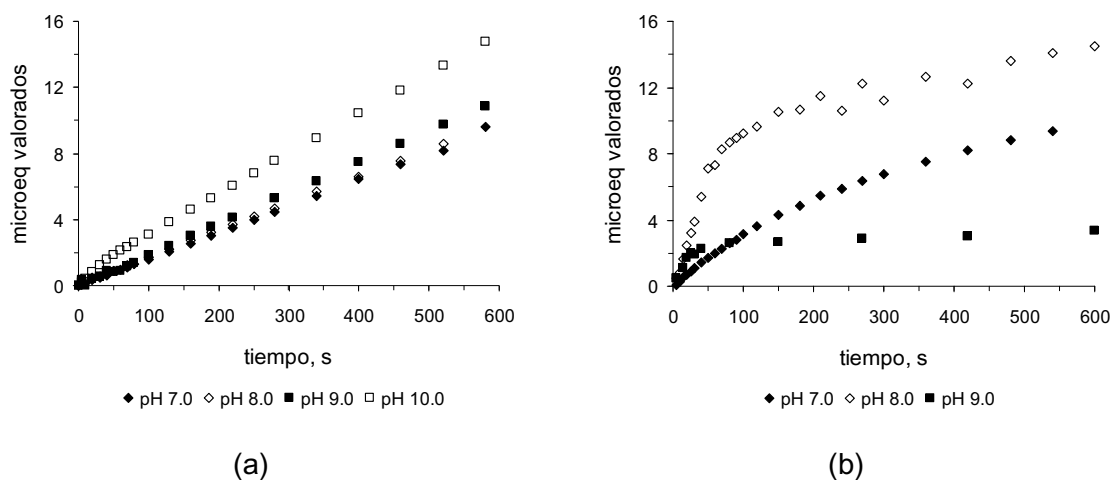 16
12
8
4
0
microeq valorados
0 100 200 300 400 500 600
tiempo, s
◆ pH 7.0 ◇ pH 8.0 ■ pH 9.0 □ pH 10.0
(a)
16
12
8
4
0
microeq valorados
0 100 200 300 400 500 600
tiempo, s
◆ pH 7.0 ◇ pH 8.0 ■ pH 9.0
(b)